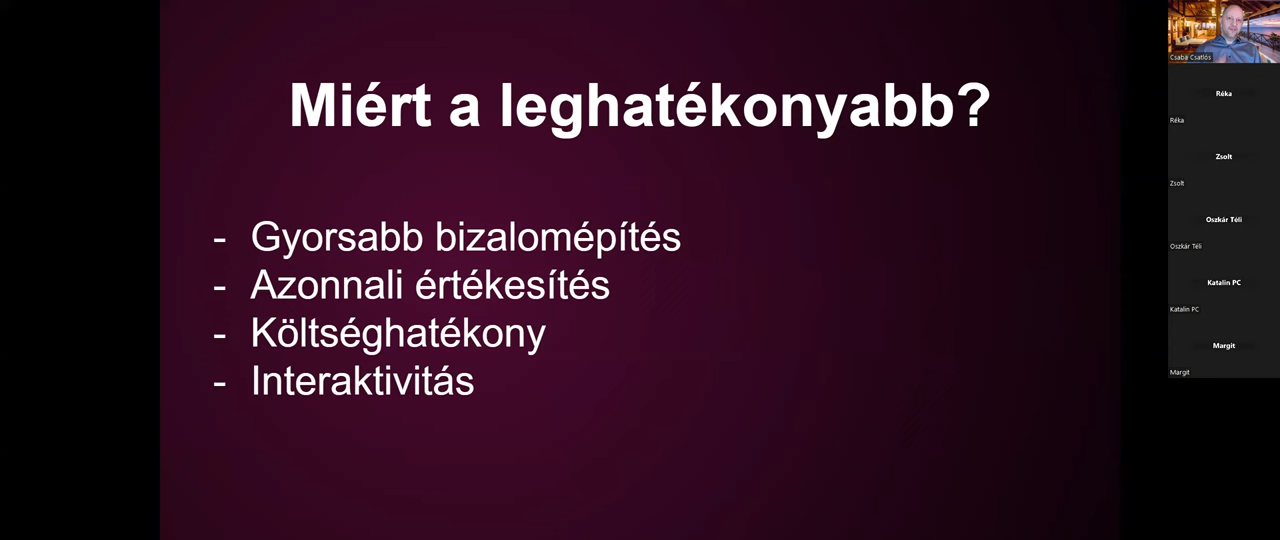 Miért a leghatékonyabb?
- Gyorsabb bizalomépítés
- Azonnali értékesítés
- Költséghatékony
- Interaktivitás
Csaba Csatlós
Réka
Réka
Zsolt
Zsolt
Oszkár Téli
Oszkár Téli
Katalin PC
Katalin PC
Margit
Margit